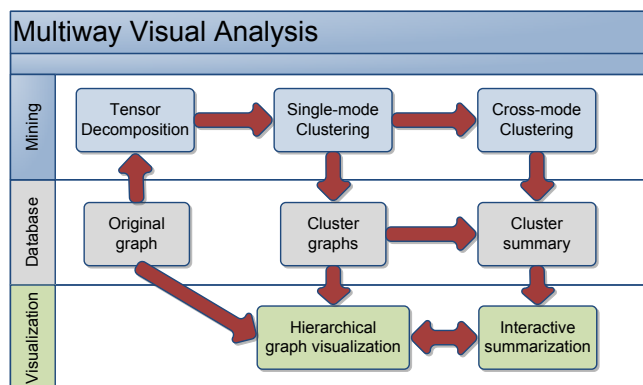 Multiway Visual Analysis
Mining
Tensor
Decomposition
Single-mode
Clustering
Cross-mode
Clustering
Database
Original
graph
Cluster
graphs
Cluster
summary
Visualization
Hierarchical
graph visualization
Interactive
summarization